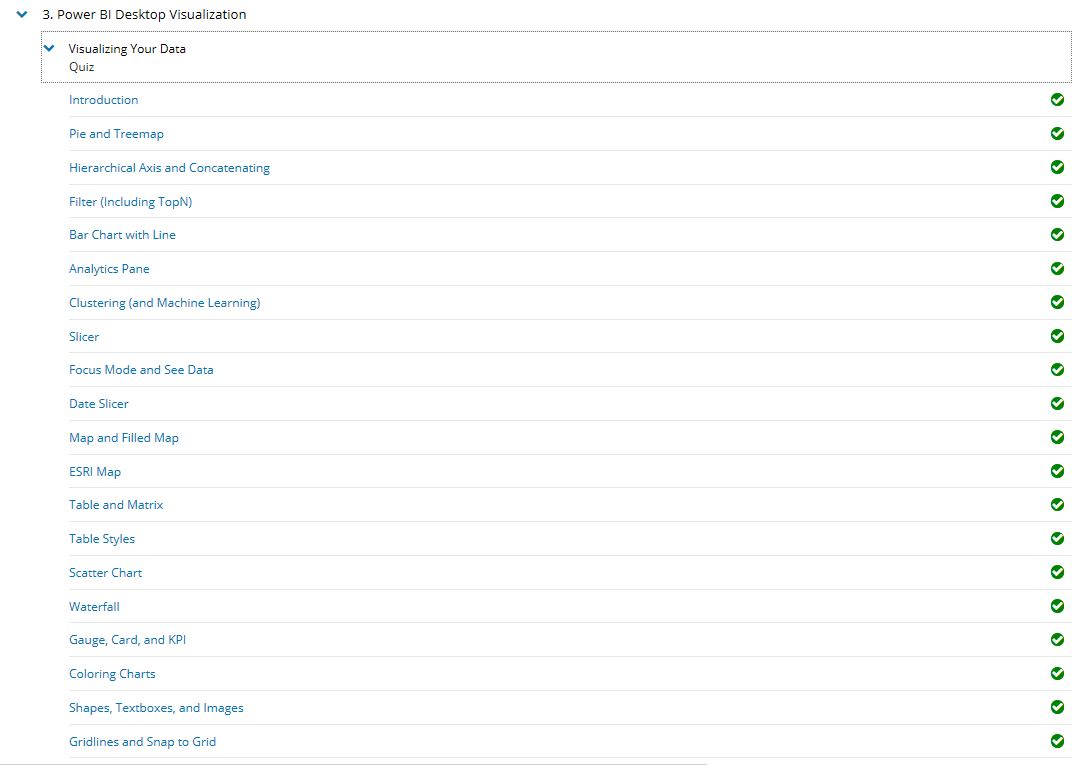 3. Power BI Desktop Visualization
Visualizing Your Data
Quiz
Introduction
Pie and Treemap
Hierarchical Axis and Concatenating
Filter (Including TopN)
Bar Chart with Line
Analytics Pane
Clustering (and Machine Learning)
Slicer
Focus Mode and See Data
Date Slicer
Map and Filled Map
ESRI Map
Table and Matrix
Table Styles
Scatter Chart
Waterfall
Gauge, Card, and KPI
Coloring Charts
Shapes, Textboxes, and Images
Gridlines and Snap to Grid